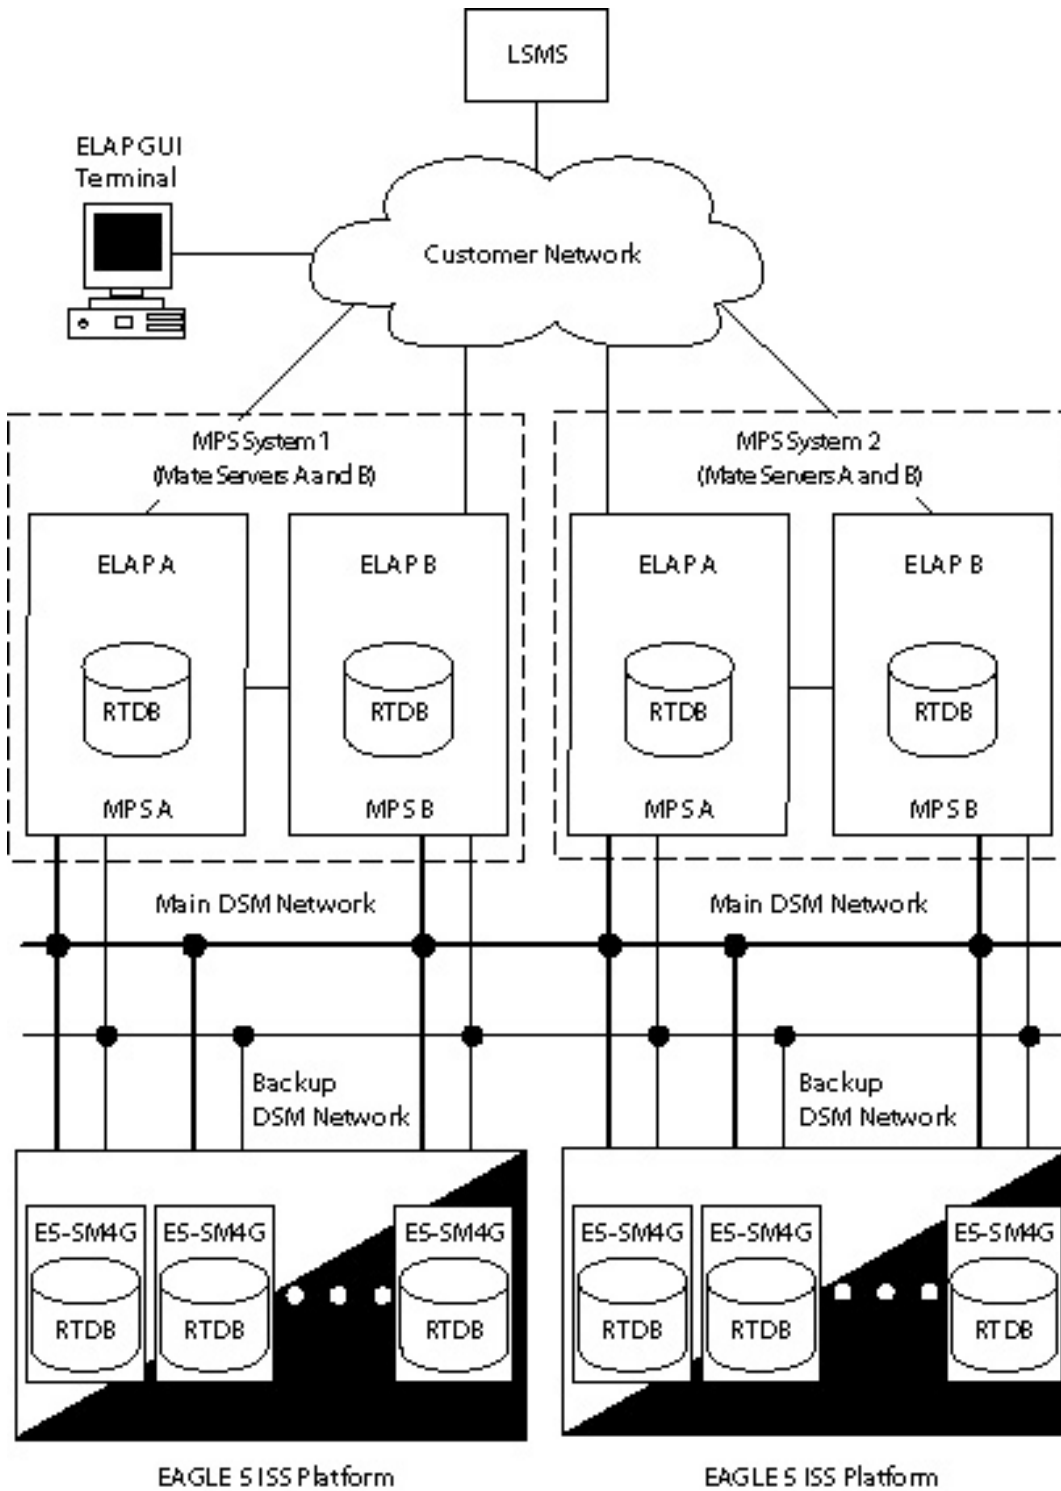 LSMS
ELAP GUI
Terminal
Customer Network
MPS System 1
(Mate Servers A and B)
MPS System 2
(Mate Servers A and B)
ELAP A
ELAP B
ELAP A
ELAP B
RTDB
RTDB
RTDB
RTDB
MPS A
MPS B
MPS A
MPS B
Main DSM Network
Main DSM Network
Backup
DSM Network
Backup
DSM Network
E5-SM4G
E5-SM4G
E5-SM4G
E5-SM4G
E5-SM4G
E5-SM4G
RTDB
RTDB
RTDB
RTDB
RTDB
RTDB
EAGLE 5 ISS Platform
EAGLE 5 ISS Platform